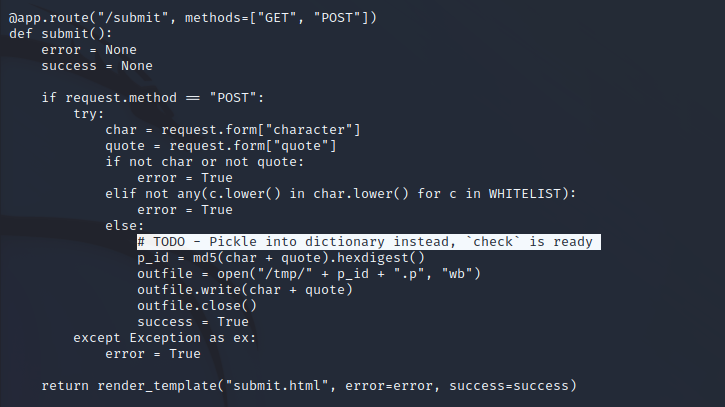 @app.route("/submit", methods=["GET", "POST"])
def submit():
    error = None
    success = None

    if request.method == "POST":
        try:
            char = request.form["character"]
            quote = request.form["quote"]
            if not char or not quote:
                error = True
            elif not any(c.lower() in char.lower() for c in WHITELIST):
                error = True
            else:
                # TODO - Pickle into dictionary instead, `check` is ready
                p_id = md5(char + quote).hexdigest()
                outfile = open("/tmp/" + p_id + ".p", "wb")
                outfile.write(char + quote)
                outfile.close()
                success = True
        except Exception as ex:
            error = True

    return render_template("submit.html", error=error, success=success)